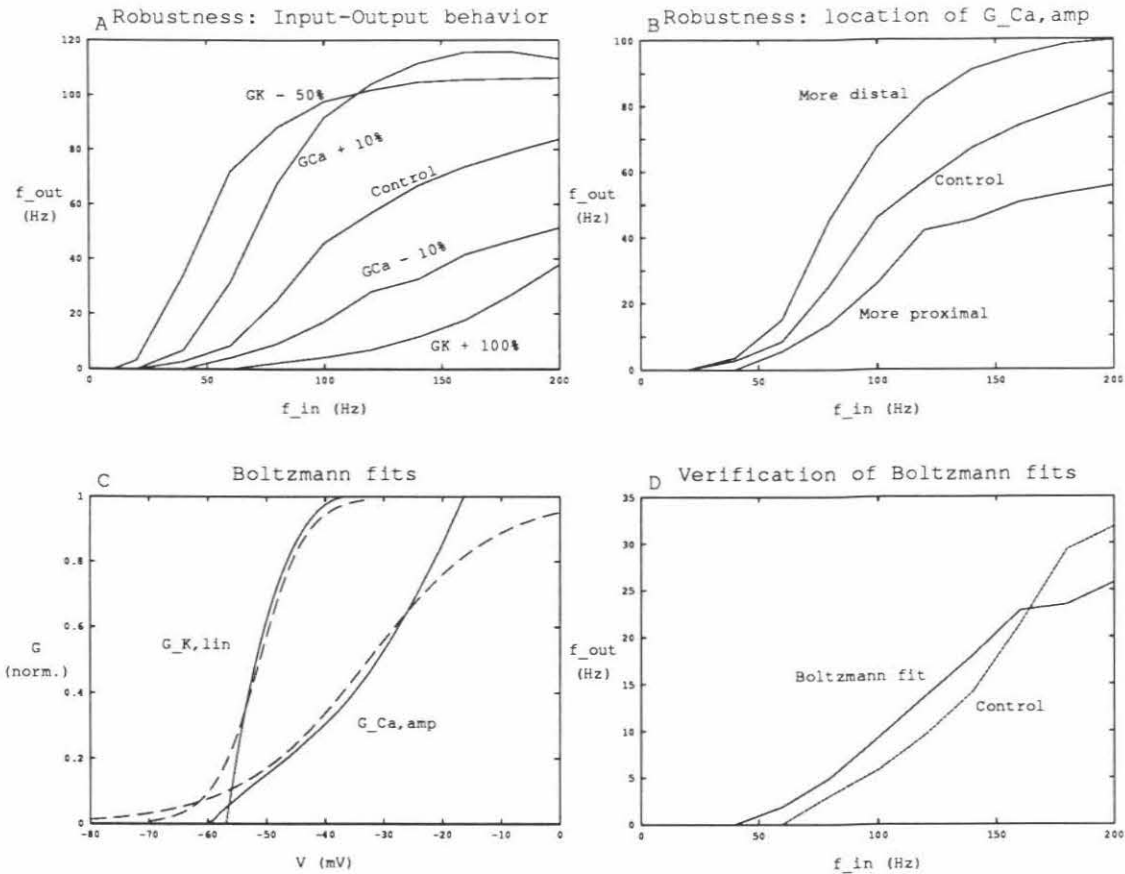 A Robustness: Input-Output behavior
120
100
80
60
40
20
0
f_out
(Hz)
GK - 50%
GCa + 10%
Control
GCa - 10%
GK + 100%
0 50 100 150 200
f_in (Hz)
B Robustness: location of G_Ca,amp
100
80
60
40
20
0
f_out
(Hz)
More distal
Control
More proximal
0 50 100 150 200
f_in (Hz)
C Boltzmann fits
1
0.8
0.6
0.4
0.2
0
G
(norm.)
G_K,lin
G_Ca,amp
-80 -70 -60 -50 -40 -30 -20 -10 0
V (mV)
D Verification of Boltzmann fits
35
30
25
20
15
10
5
0
f_out
(Hz)
Boltzmann fit
Control
0 50 100 150 200
f_in (Hz)